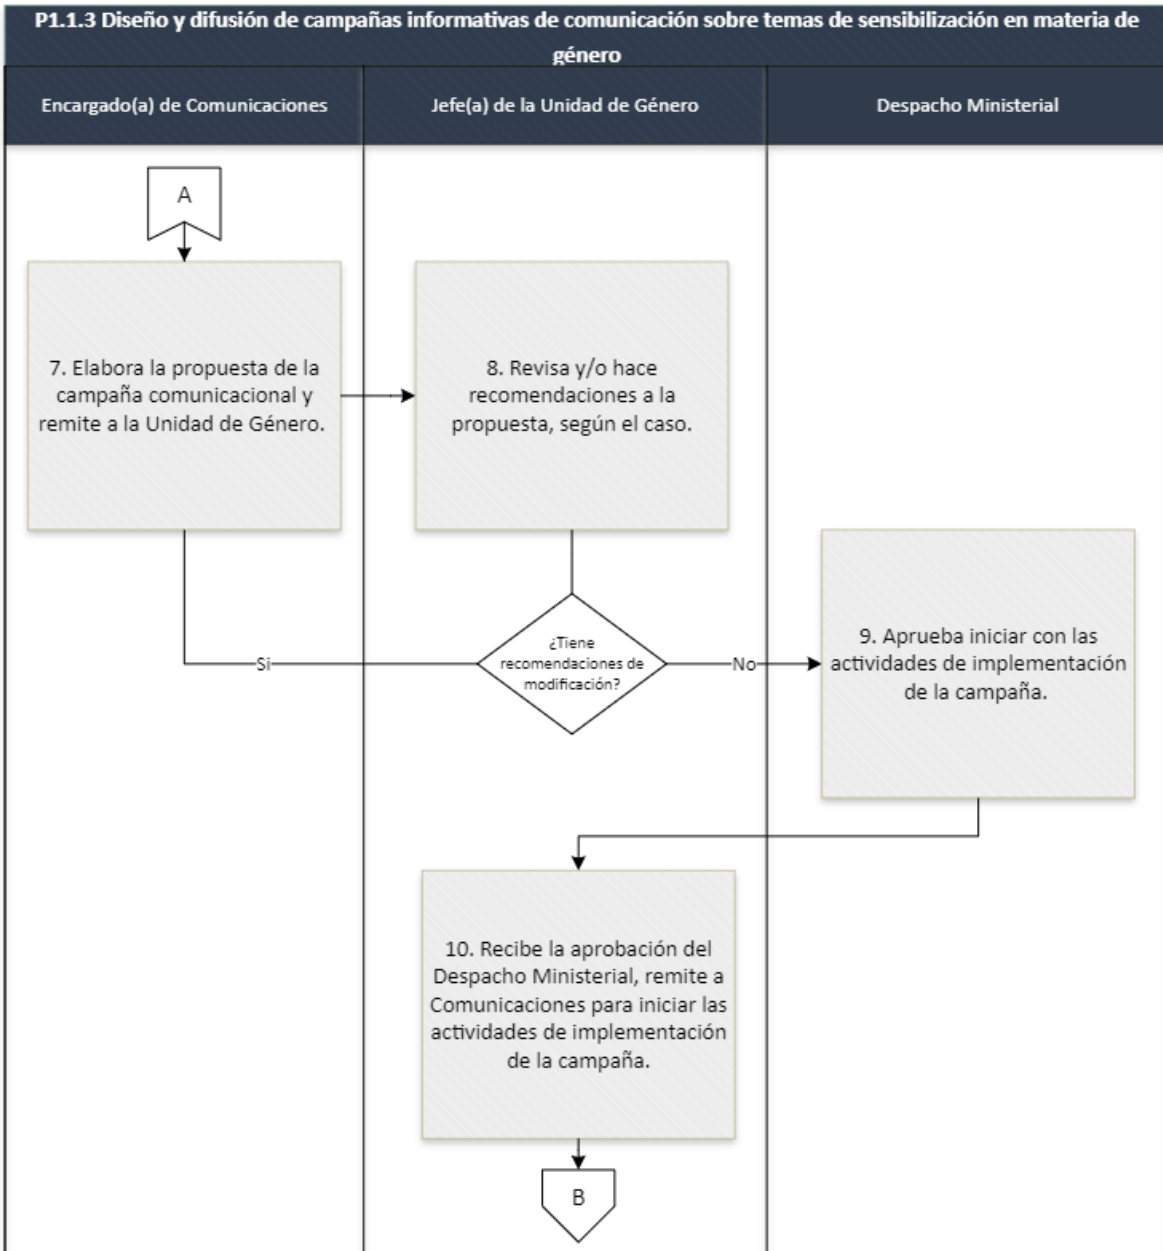 P1.1.3 Diseño y difusión de campañas informativas de comunicación sobre temas de sensibilización en materia de
género
Encargado(a) de Comunicaciones
Jefe(a) de la Unidad de Género
Despacho Ministerial
A
7. Elabora la propuesta de la
campaña comunicacional y
remite a la Unidad de Género.
8. Revisa y/o hace
recomendaciones a la
propuesta, según el caso.
¿Tiene
recomendaciones de
modificación?
Si
No
9. Aprueba iniciar con las
actividades de implementación
de la campaña.
10. Recibe la aprobación del
Despacho Ministerial, remite a
Comunicaciones para iniciar las
actividades de implementación
de la campaña.
B